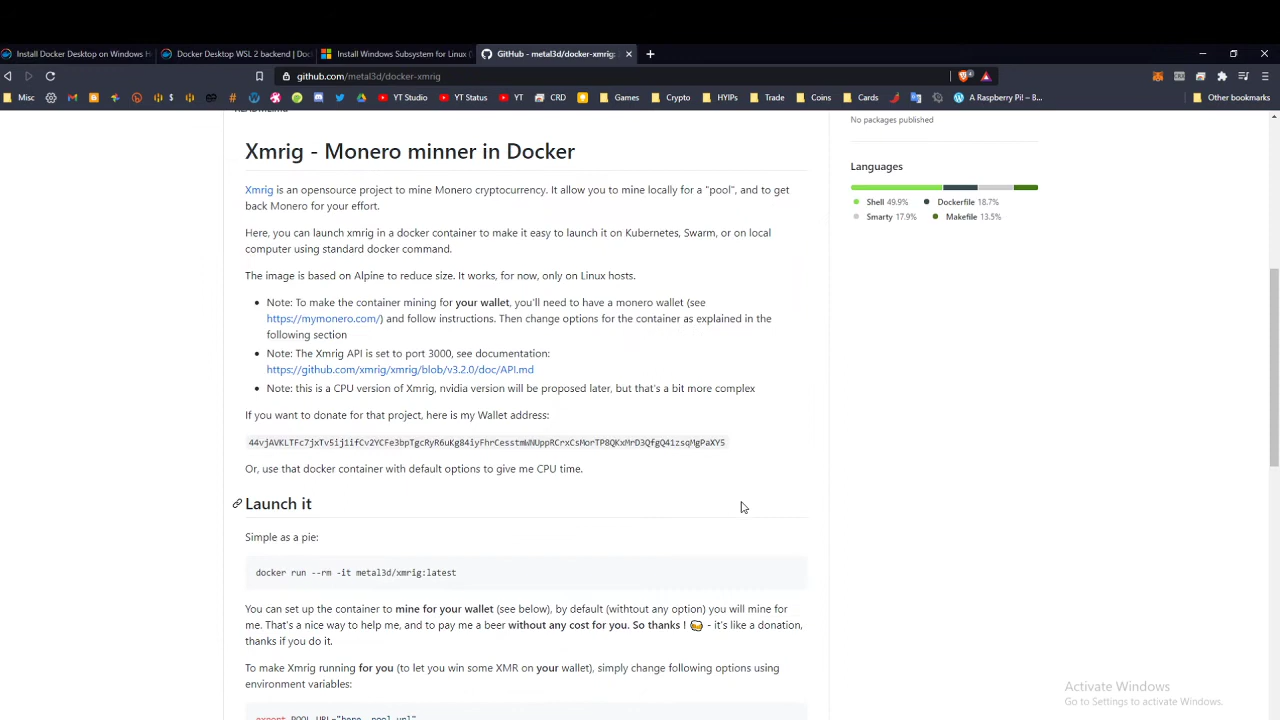 Install Docker Desktop on Windows H
Docker Desktop WSL 2 backend | Doc
Install Windows Subsystem for Linux (
GitHub - metal3d/docker-xmrig:
github.com/metal3d/docker-xmrig
Misc
$
YT Studio
YT Status
YT
CRD
Games
Crypto
HYIPs
Trade
Coins
Cards
A Raspberry Pi! – B...
Other bookmarks
No packages published
Xmrig - Monero minner in Docker
Languages
Shell 49.9%
Dockerfile 18.7%
Smarty 17.9%
Makefile 13.5%
Xmrig is an opensource project to mine Monero cryptocurrency. It allow you to mine locally for a "pool", and to get
back Monero for your effort.
Here, you can launch xmrig in a docker container to make it easy to launch it on Kubernetes, Swarm, or on local
computer using standard docker command.
The image is based on Alpine to reduce size. It works, for now, only on Linux hosts.
Note: To make the container mining for your wallet, you'll need to have a monero wallet (see
https://mymonero.com/) and follow instructions. Then change options for the container as explained in the
following section
Note: The Xmrig API is set to port 3000, see documentation:
https://github.com/xmrig/xmrig/blob/v3.2.0/doc/API.md
Note: this is a CPU version of Xmrig, nvidia version will be proposed later, but that's a bit more complex
If you want to donate for that project, here is my Wallet address:
44vjAVKLTFc7jxTv5ij1ifCv2YCFe3bpTgcRyR6uKg84iyFhrCesstmWNUppRCrxCsMorTP8QKxMrD3QfgQ41zsqMgPaXY5
Or, use that docker container with default options to give me CPU time.
Launch it
Simple as a pie:
docker run --rm -it metal3d/xmrig:latest
You can set up the container to mine for your wallet (see below), by default (withtout any option) you will mine for
me. That's a nice way to help me, and to pay me a beer without any cost for you. So thanks ! 🍻 - it's like a donation,
thanks if you do it.
To make Xmrig running for you (to let you win some XMR on your wallet), simply change following options using
environment variables:
export POOL_URL="here, pool url"
Activate Windows
Go to Settings to activate Windows.